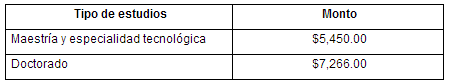 Tipo de estudios Monto
Maestría y especialidad tecnológica $5,450.00
Doctorado $7,266.00